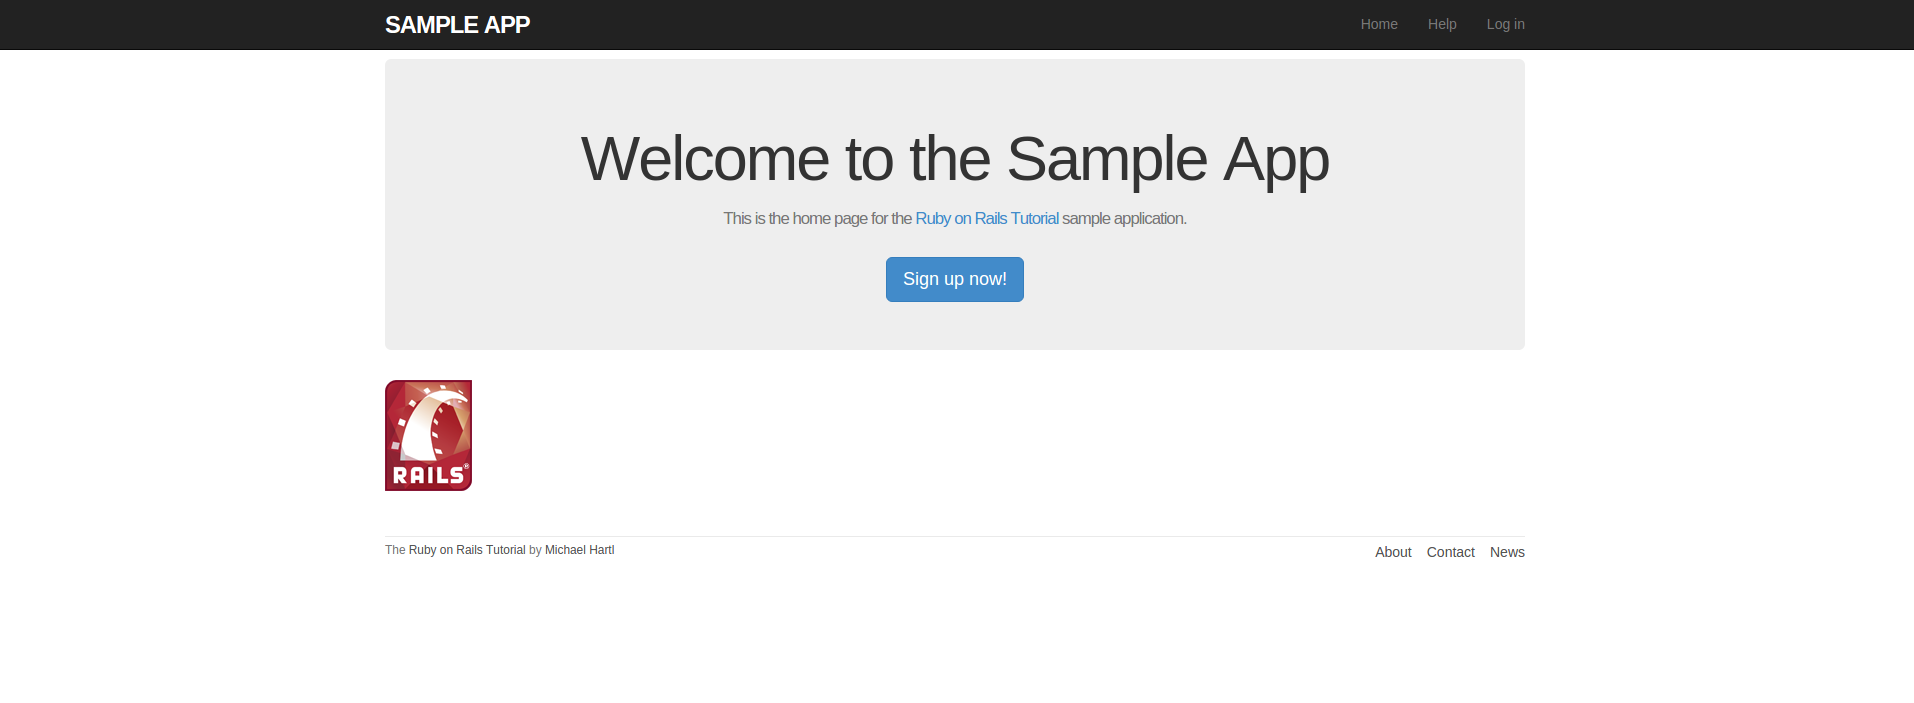 SAMPLE APP Home Help Log in
Welcome to the Sample App
This is the home page for the Ruby on Rails Tutorial sample application.
Sign up now!
RAILS®
The Ruby on Rails Tutorial by Michael Hartl About Contact News